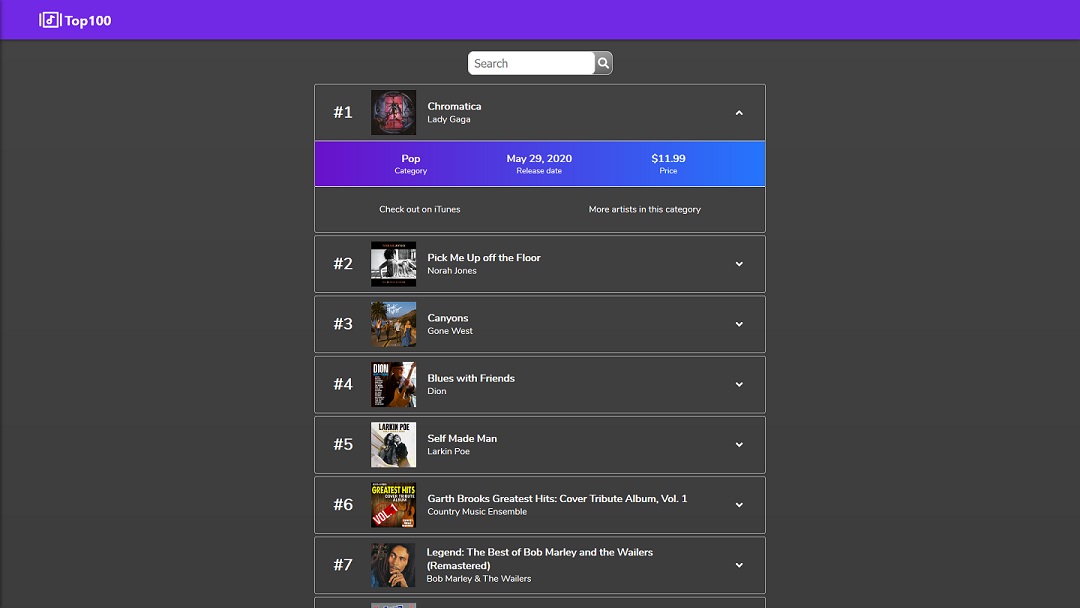 Top100
Search
#1
Chromatica
Lady Gaga
Pop
Category
May 29, 2020
Release date
$11.99
Price
Check out on iTunes
More artists in this category
#2
Pick Me Up off the Floor
Norah Jones
#3
Canyons
Gone West
#4
DION
Blues with Friends
Dion
#5
LARKIN POE
Self Made Man
Larkin Poe
#6
GREATEST HITS
COVER TRIBUTE
ALBUM
VOL. 1
Garth Brooks Greatest Hits: Cover Tribute Album, Vol. 1
Country Music Ensemble
#7
Legend: The Best of Bob Marley and the Wailers
(Remastered)
Bob Marley & The Wailers